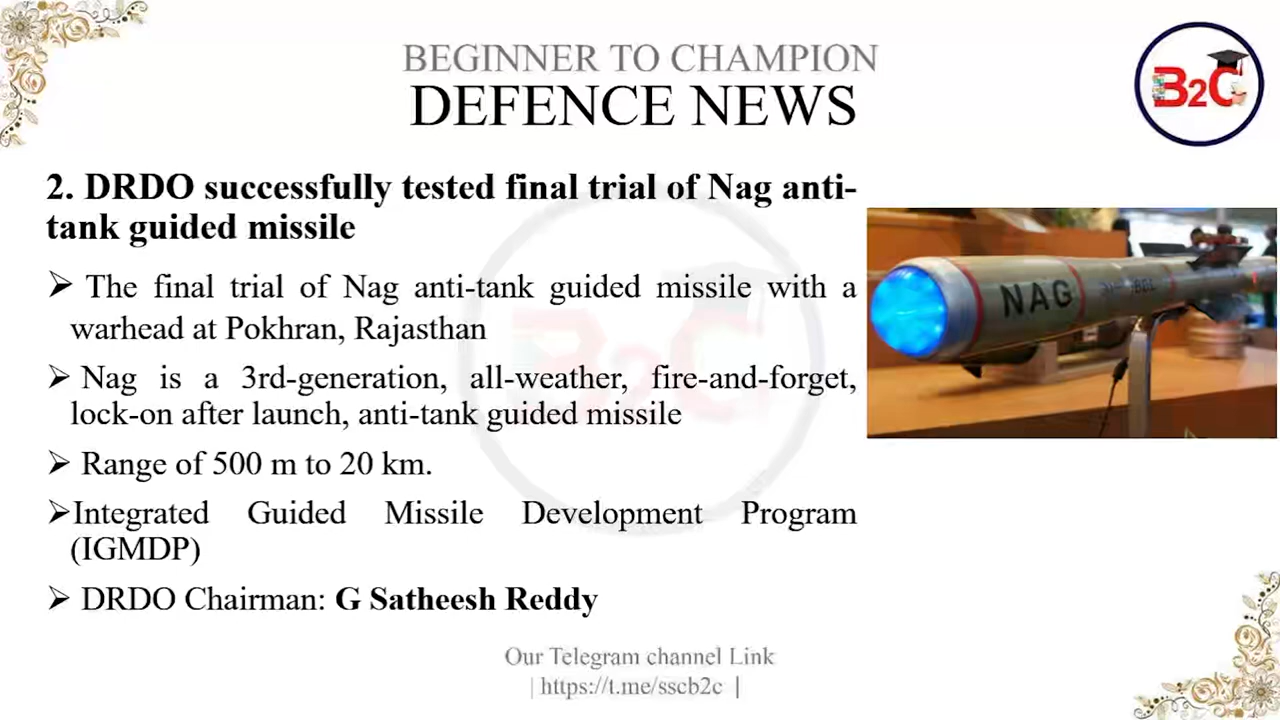 BEGINNER TO CHAMPION
DEFENCE NEWS
B2C
2. DRDO successfully tested final trial of Nag anti-
tank guided missile
➢ The final trial of Nag anti-tank guided missile with a
warhead at Pokhran, Rajasthan
➢ Nag is a 3rd-generation, all-weather, fire-and-forget,
lock-on after launch, anti-tank guided missile
➢ Range of 500 m to 20 km.
➢Integrated Guided Missile Development Program
(IGMDP)
➢ DRDO Chairman: G Satheesh Reddy
NAG
B2C
Our Telegram channel Link
| https://t.me/sscb2c |